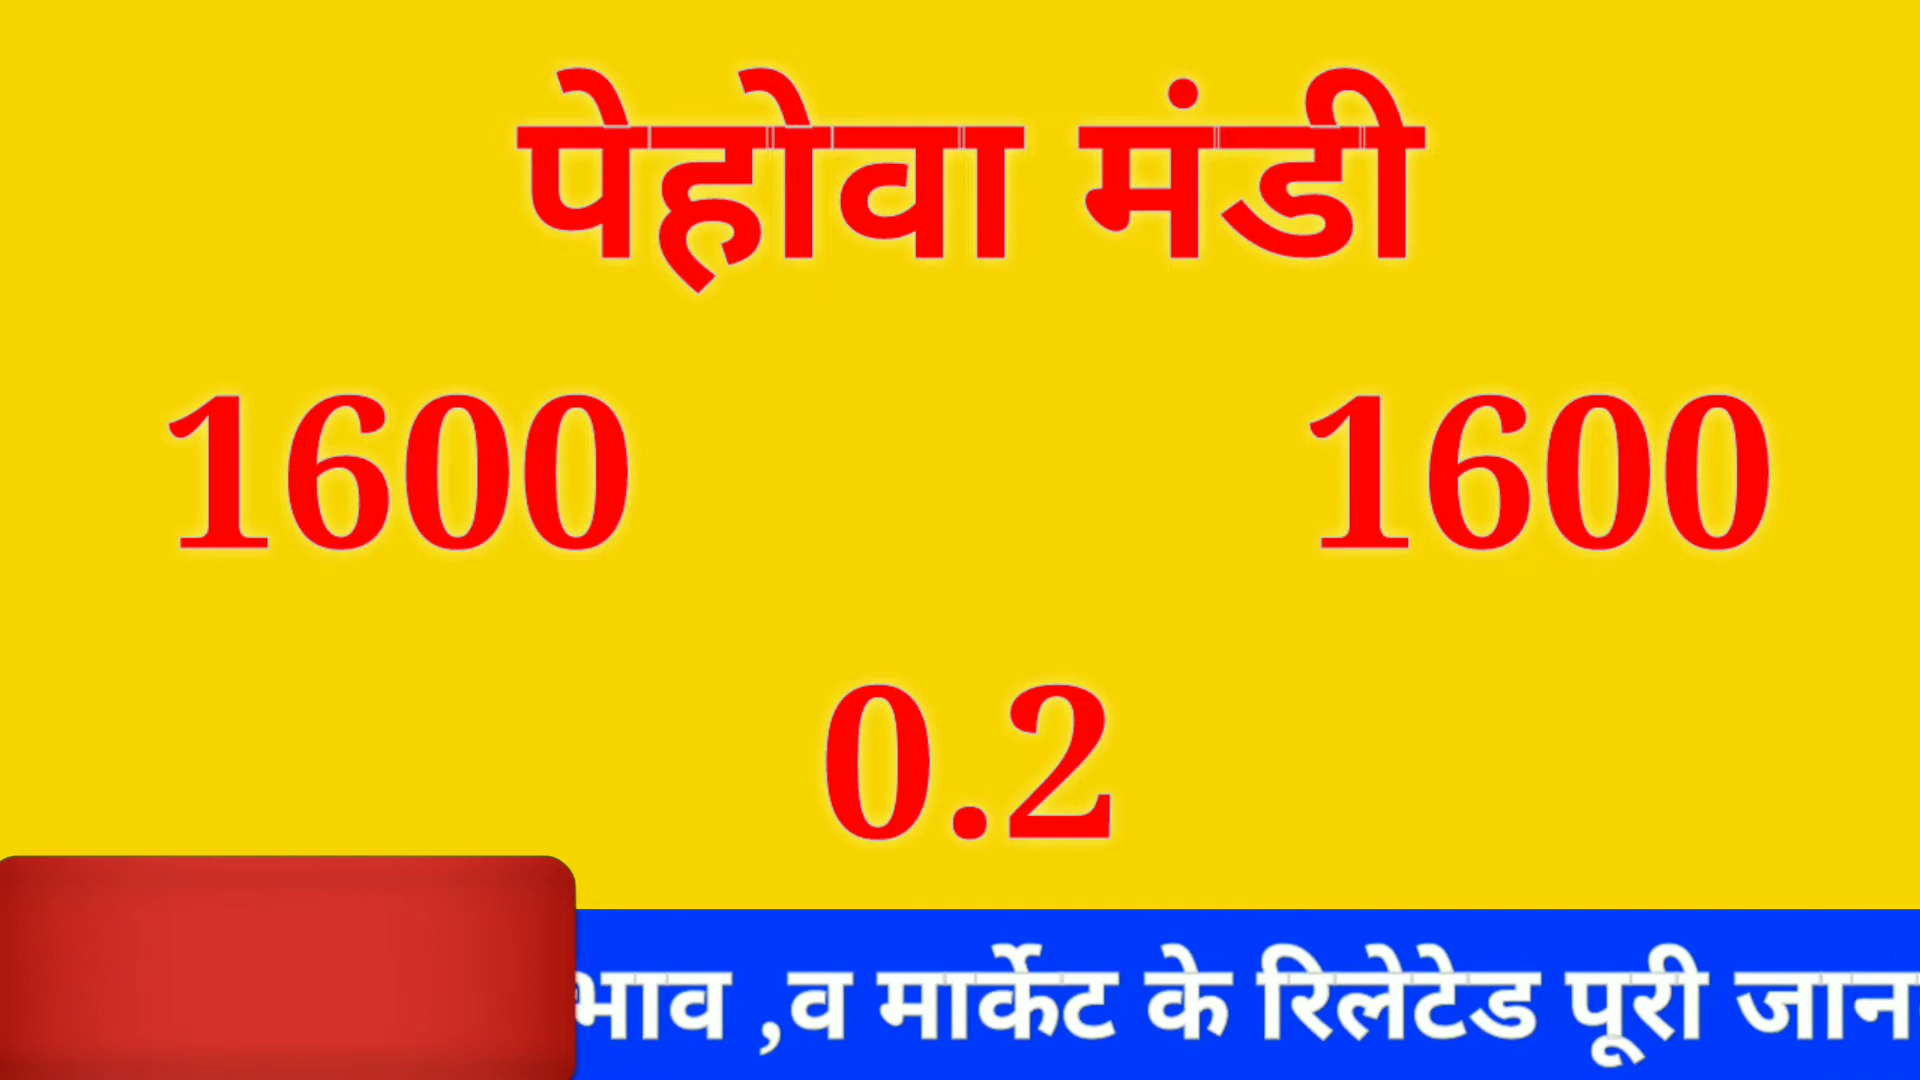 पेहोवा मंडी
1600 1600
0.2
भाव ,व मार्केट के रिलेटेड पूरी जान